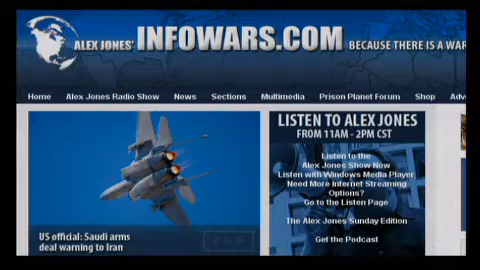 ALEX JONES' INFOWARS.COM BECAUSE THERE IS A WAR
Home Alex Jones Radio Show News Sections Multimedia Prison Planet Forum Shop Adv
LISTEN TO ALEX JONES
FROM 11AM - 2PM CST
Listen to the
Alex Jones Show Now
Listen with Windows Media Player
Need More Internet Streaming
Options?
Go to the Listen Page
The Alex Jones Sunday Edition
Get the Podcast
US official: Saudi arms
deal warning to Iran